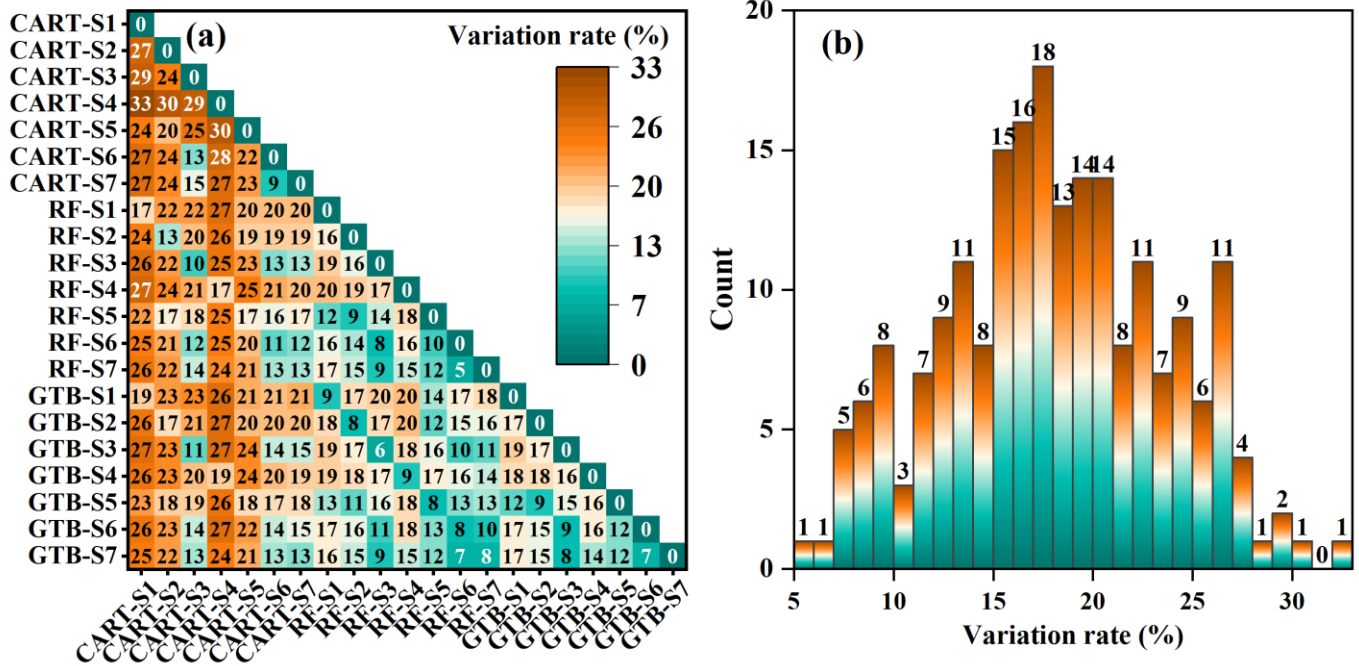 (a)
Variation rate (%)
33
26
20
13
7
0
CART-S1 0
CART-S2 27 0
CART-S3 29 24 0
CART-S4 33 30 29 0
CART-S5 24 20 25 30 0
CART-S6 27 24 13 28 22 0
CART-S7 27 24 15 27 23 9 0
RF-S1 17 22 22 27 20 20 20 0
RF-S2 24 13 20 26 19 19 19 16 0
RF-S3 26 22 10 25 23 13 13 19 16 0
RF-S4 27 24 21 17 25 21 20 20 19 17 0
RF-S5 22 17 18 25 17 16 17 12 9 14 18 0
RF-S6 25 21 12 25 20 11 12 16 14 8 16 10 0
RF-S7 26 22 14 24 21 13 13 17 15 9 15 12 5 0
GTB-S1 19 23 23 26 21 21 21 9 17 20 20 14 17 18 0
GTB-S2 26 17 21 27 20 20 20 18 8 17 20 12 15 16 17 0
GTB-S3 27 23 11 27 24 14 15 19 17 6 18 16 10 11 19 17 0
GTB-S4 26 23 20 19 24 20 19 19 18 17 9 17 16 14 18 18 16 0
GTB-S5 23 18 19 26 18 17 18 13 11 16 18 8 13 13 12 9 15 16 0
GTB-S6 26 23 14 27 22 14 15 17 16 11 18 13 8 10 17 15 9 16 12 0
GTB-S7 25 22 13 24 21 13 13 16 15 9 15 12 7 8 17 15 8 14 12 7 0
CART-S1 CART-S2 CART-S3 CART-S4 CART-S5 CART-S6 CART-S7 RF-S1 RF-S2 RF-S3 RF-S4 RF-S5 RF-S6 RF-S7 GTB-S1 GTB-S2 GTB-S3 GTB-S4 GTB-S5 GTB-S6 GTB-S7
(b)
Count
20
15
10
5
0
1 1 5 6 8 3 7 9 11 8 15 16 18 13 14 14 8 11 7 9 6 11 4 1 2 1 0 1
5 10 15 20 25 30
Variation rate (%)